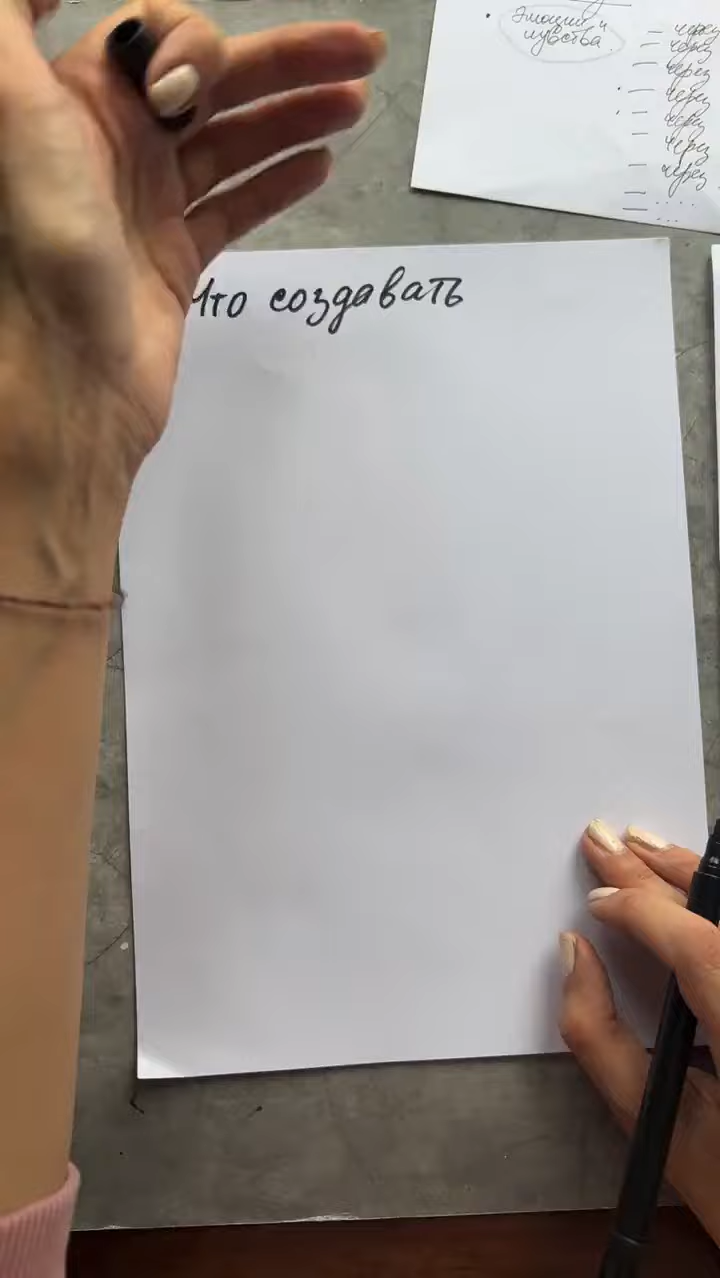 Что создавать
Эмоции и
чувства.
— через
— через
— через
— через
— через
— через
— через
— ....
— ...